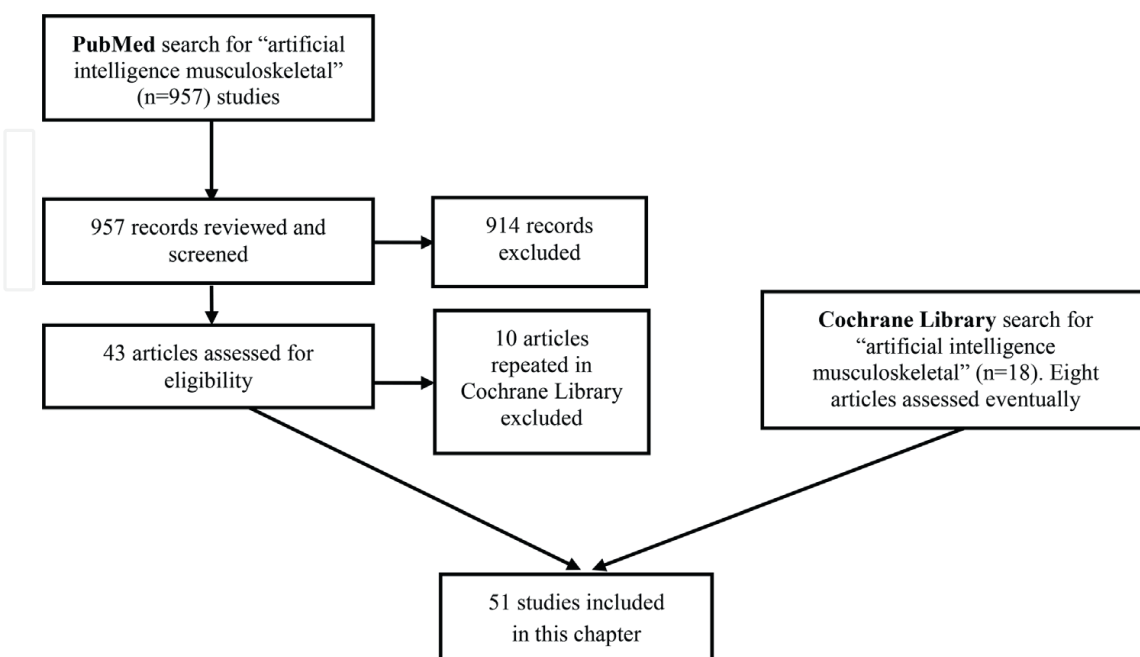 PubMed search for “artificial
intelligence musculoskeletal”
(n=957) studies
957 records reviewed and
screened
914 records
excluded
43 articles assessed for
eligibility
10 articles
repeated in
Cochrane Library
excluded
Cochrane Library search for
“artificial intelligence
musculoskeletal” (n=18). Eight
articles assessed eventually
51 studies included
in this chapter